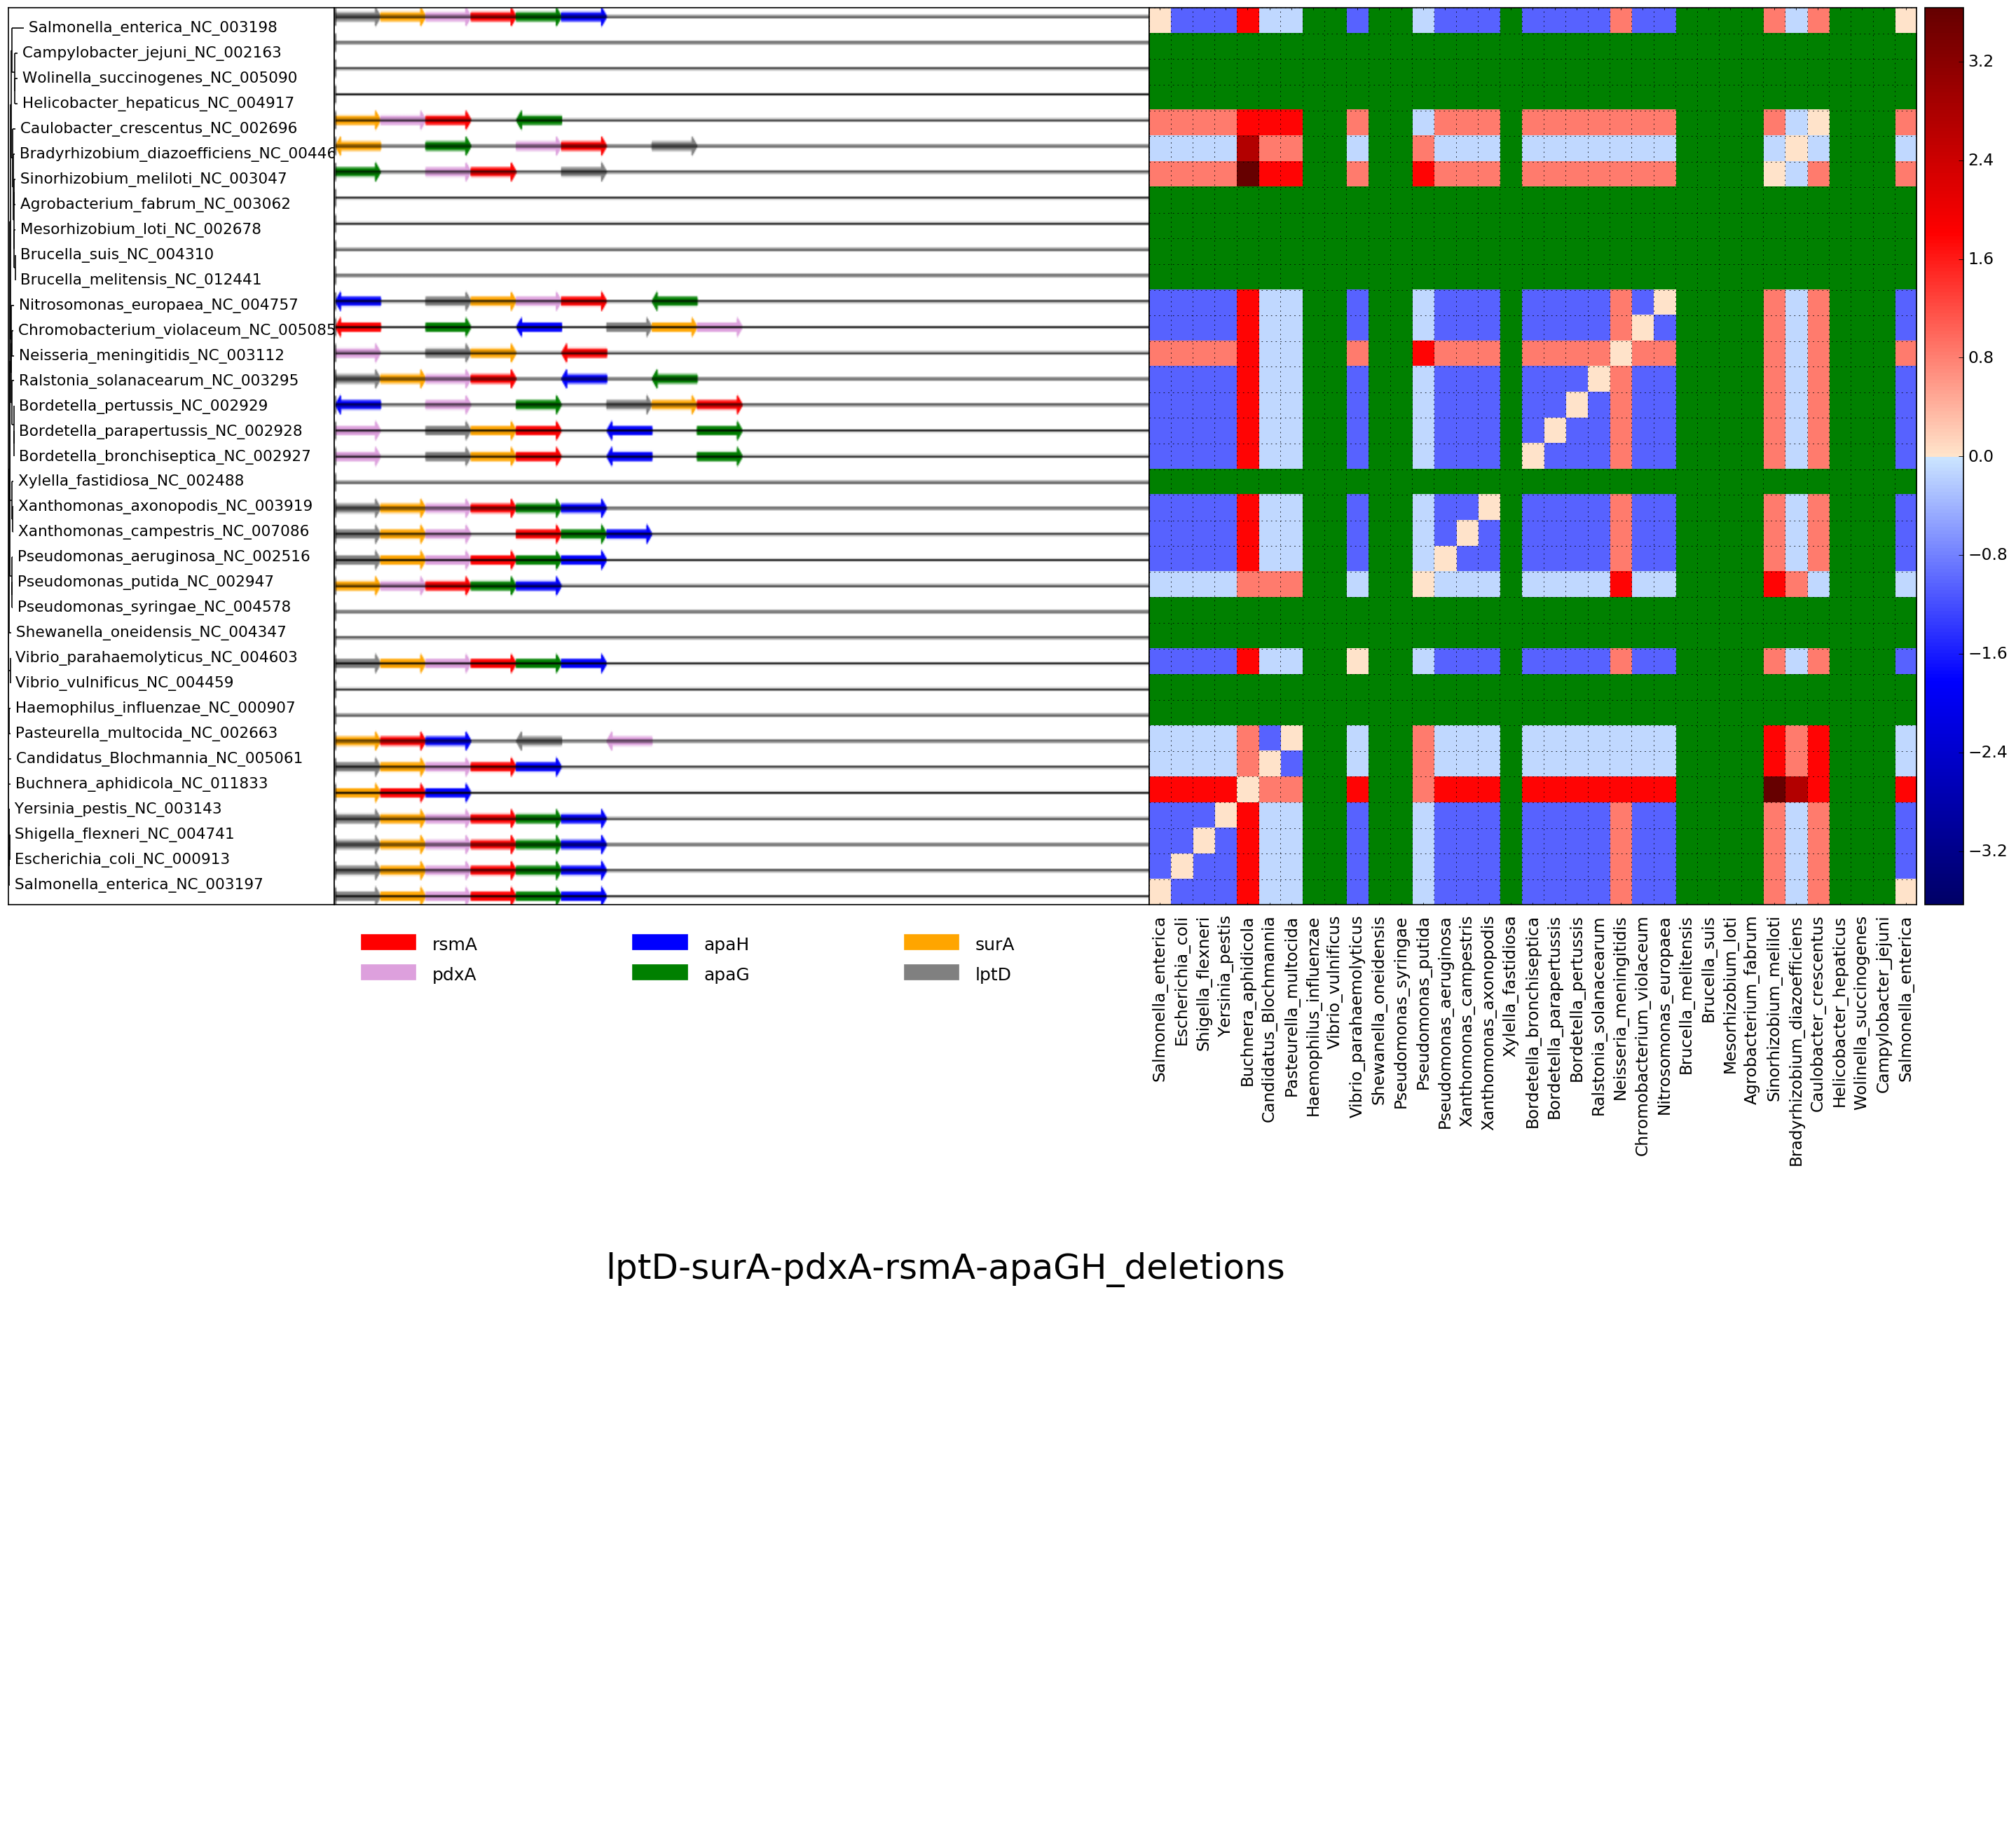 Salmonella_enterica_NC_003198
Campylobacter_jejuni_NC_002163
Wolinella_succinogenes_NC_005090
Helicobacter_hepaticus_NC_004917
Caulobacter_crescentus_NC_002696
Bradyrhizobium_diazoefficiens_NC_00446
Sinorhizobium_meliloti_NC_003047
Agrobacterium_fabrum_NC_003062
Mesorhizobium_loti_NC_002678
Brucella_suis_NC_004310
Brucella_melitensis_NC_012441
Nitrosomonas_europaea_NC_004757
Chromobacterium_violaceum_NC_005085
Neisseria_meningitidis_NC_003112
Ralstonia_solanacearum_NC_003295
Bordetella_pertussis_NC_002929
Bordetella_parapertussis_NC_002928
Bordetella_bronchiseptica_NC_002927
Xylella_fastidiosa_NC_002488
Xanthomonas_axonopodis_NC_003919
Xanthomonas_campestris_NC_007086
Pseudomonas_aeruginosa_NC_002516
Pseudomonas_putida_NC_002947
Pseudomonas_syringae_NC_004578
Shewanella_oneidensis_NC_004347
Vibrio_parahaemolyticus_NC_004603
Vibrio_vulnificus_NC_004459
Haemophilus_influenzae_NC_000907
Pasteurella_multocida_NC_002663
Candidatus_Blochmannia_NC_005061
Buchnera_aphidicola_NC_011833
Yersinia_pestis_NC_003143
Shigella_flexneri_NC_004741
Escherichia_coli_NC_000913
Salmonella_enterica_NC_003197
3.2
2.4
1.6
0.8
0.0
−0.8
−1.6
−2.4
−3.2
rsmA apaH surA
pdxA apaG lptD
Salmonella_enterica
Escherichia_coli
Shigella_flexneri
Yersinia_pestis
Buchnera_aphidicola
Candidatus_Blochmannia
Pasteurella_multocida
Haemophilus_influenzae
Vibrio_vulnificus
Vibrio_parahaemolyticus
Shewanella_oneidensis
Pseudomonas_syringae
Pseudomonas_putida
Pseudomonas_aeruginosa
Xanthomonas_campestris
Xanthomonas_axonopodis
Xylella_fastidiosa
Bordetella_bronchiseptica
Bordetella_parapertussis
Bordetella_pertussis
Ralstonia_solanacearum
Neisseria_meningitidis
Chromobacterium_violaceum
Nitrosomonas_europaea
Brucella_melitensis
Brucella_suis
Mesorhizobium_loti
Agrobacterium_fabrum
Sinorhizobium_meliloti
Bradyrhizobium_diazoefficiens
Caulobacter_crescentus
Helicobacter_hepaticus
Wolinella_succinogenes
Campylobacter_jejuni
Salmonella_enterica
lptD-surA-pdxA-rsmA-apaGH_deletions